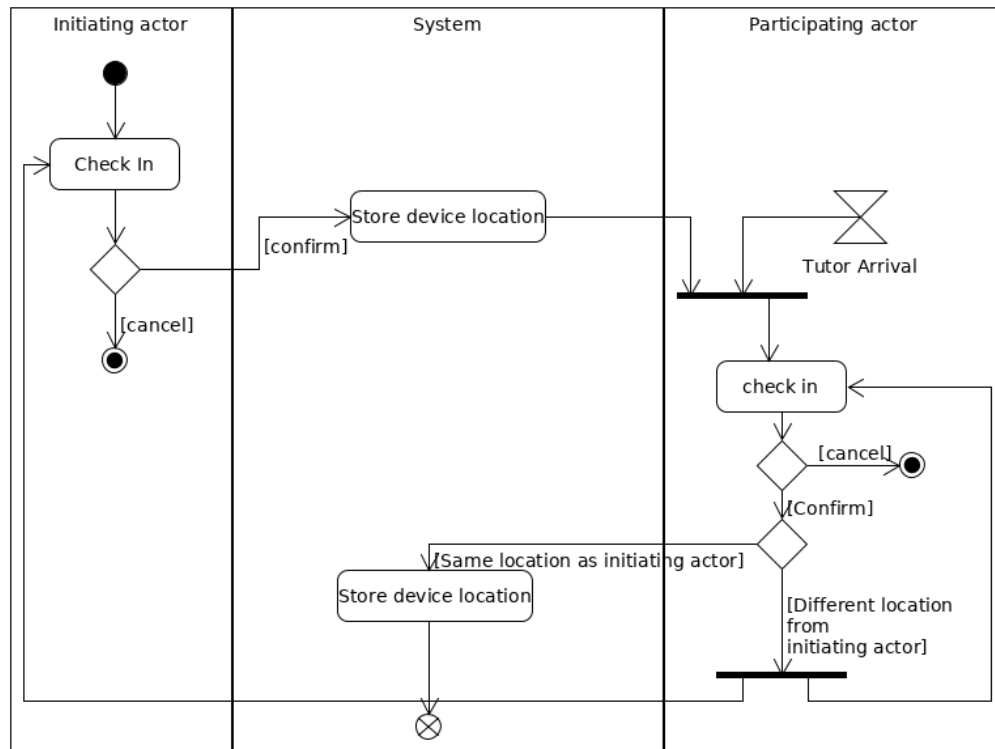 Initiating actor
System
Participating actor
Check In
Store device location
[confirm]
Tutor Arrival
[cancel]
check in
[cancel]
[Confirm]
[Same location as initiating actor]
Store device location
[Different location
from
initiating actor]